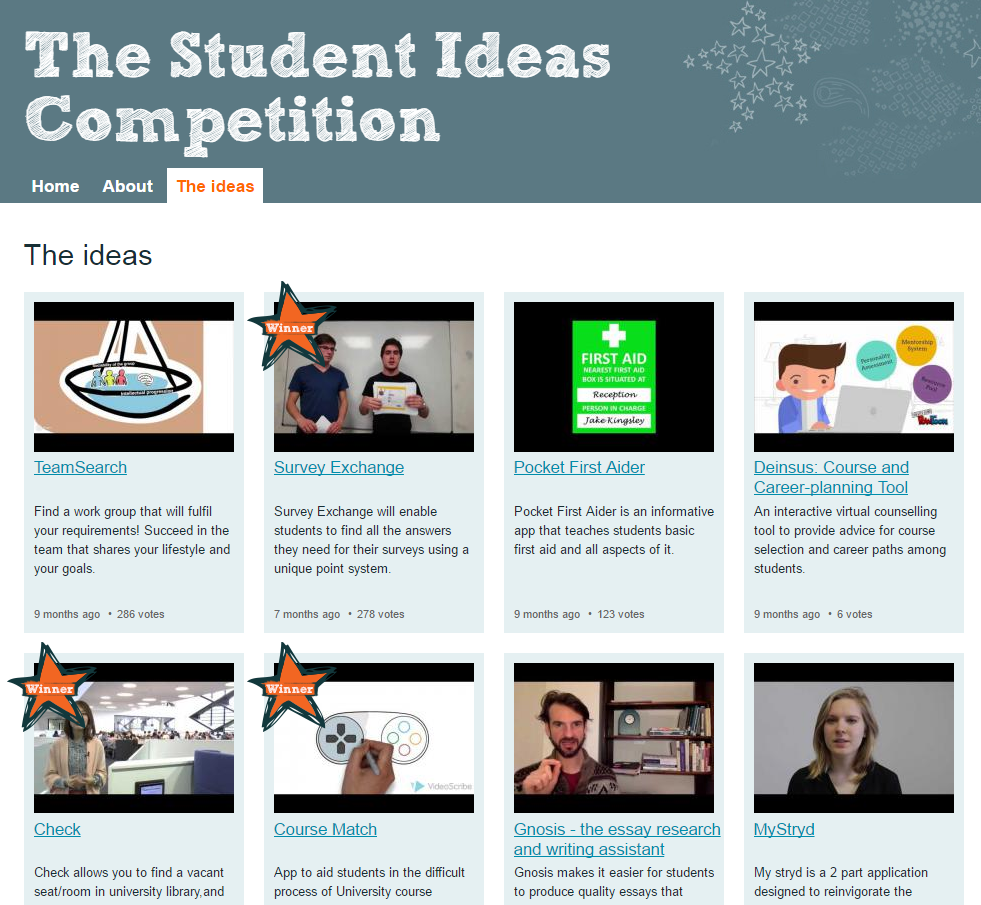 The Student Ideas
Competition
Home About The ideas
The ideas
Winner
FIRST AID
NEAREST FIRST AID
BOX IS SITUATED AT
Reception
PERSON IN CHARGE
Jake Kingsley
Personality
Assessment
Mentorship
System
Resource
Pool
TeamSearch
Find a work group that will fulfil
your requirements! Succeed in the
team that shares your lifestyle and
your goals.
9 months ago • 286 votes
Survey Exchange
Survey Exchange will enable
students to find all the answers
they need for their surveys using a
unique point system.
7 months ago • 278 votes
Pocket First Aider
Pocket First Aider is an informative
app that teaches students basic
first aid and all aspects of it.
9 months ago • 123 votes
Deinsus: Course and
Career-planning Tool
An interactive virtual counselling
tool to provide advice for course
selection and career paths among
students.
9 months ago • 6 votes
Winner
Winner
VideoScribe
Check
Check allows you to find a vacant
seat/room in university library,and
Course Match
App to aid students in the difficult
process of University course
Gnosis - the essay research
and writing assistant
Gnosis makes it easier for students
to produce quality essays that
MyStryd
My stryd is a 2 part application
designed to reinvigorate the